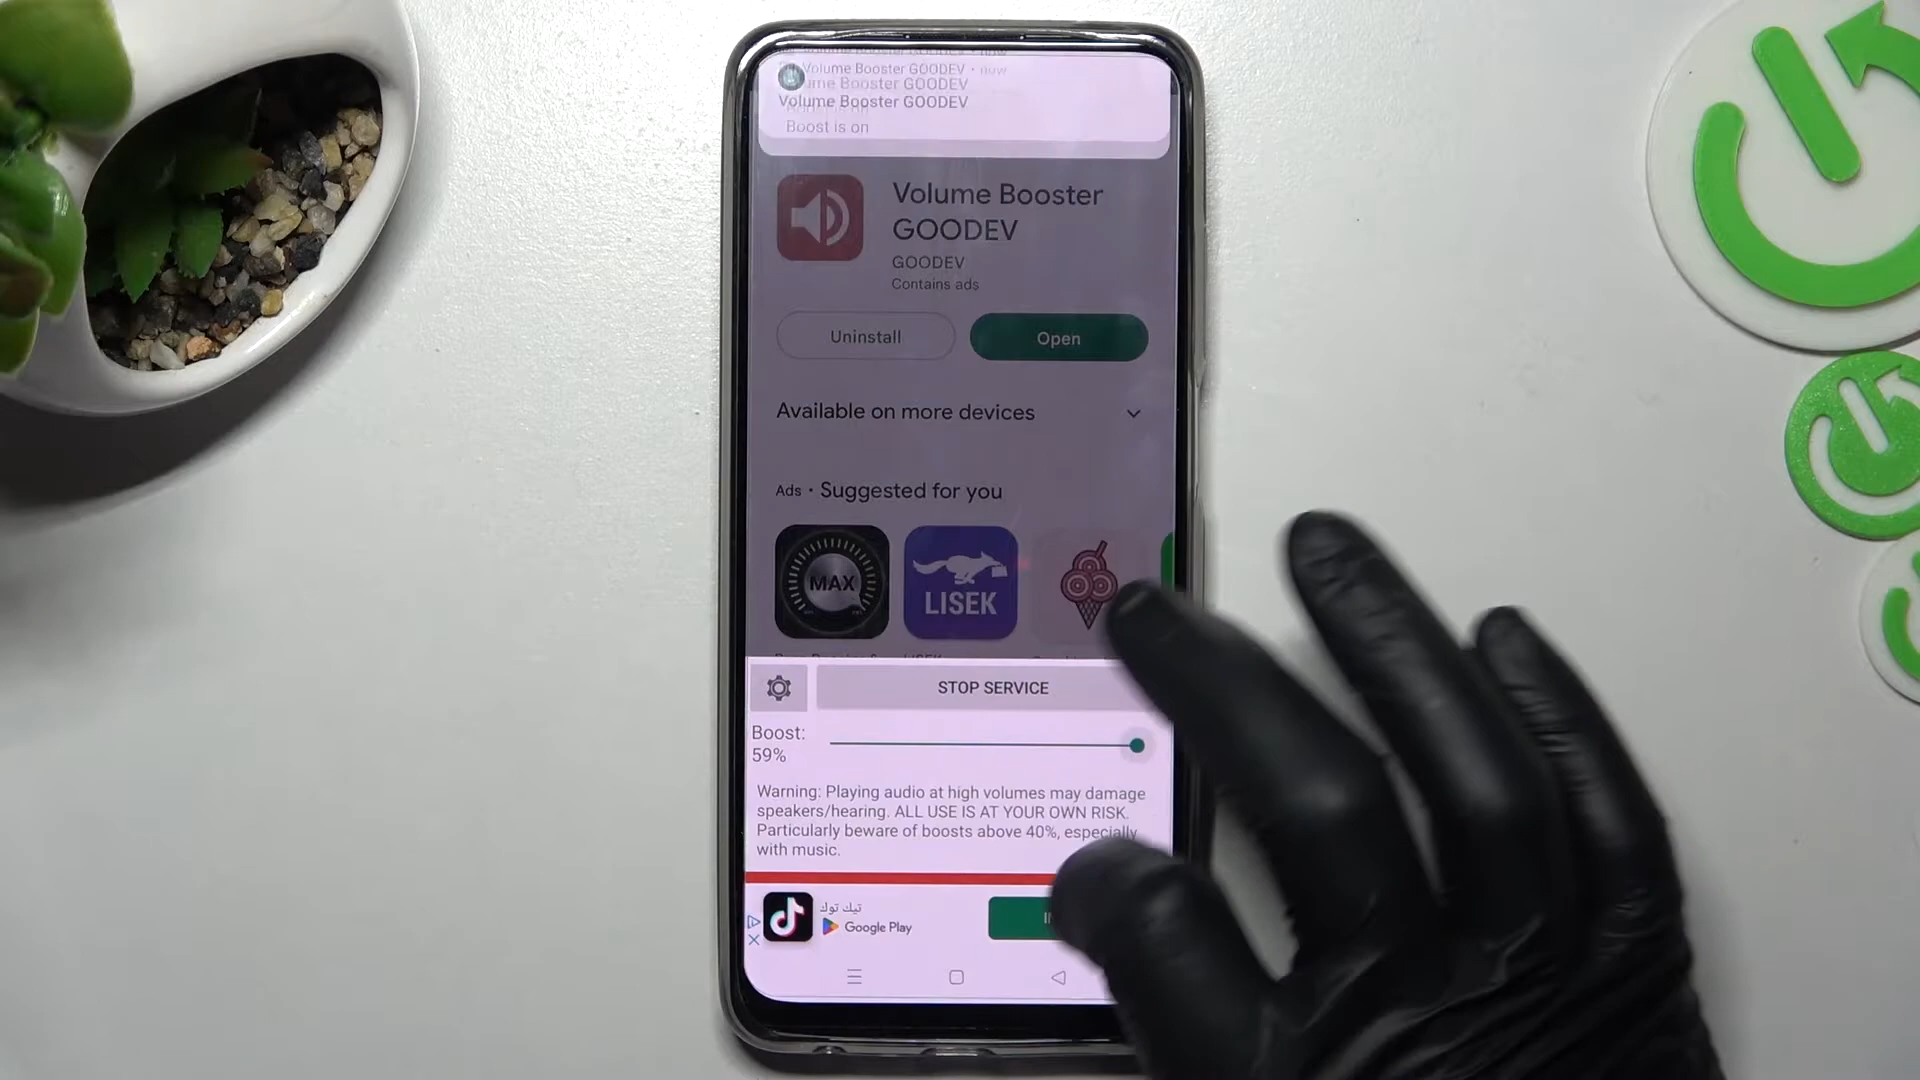 Volume Booster GOODEV • now
Volume Booster GOODEV
Boost is on
Volume Booster
GOODEV
GOODEV
Contains ads
Uninstall
Open
Available on more devices
Ads • Suggested for you
MAX
LISEK
STOP SERVICE
Boost:
59%
Warning: Playing audio at high volumes may damage
speakers/hearing. ALL USE IS AT YOUR OWN RISK.
Particularly beware of boosts above 40%, especially
with music.
تيك توك
Google Play